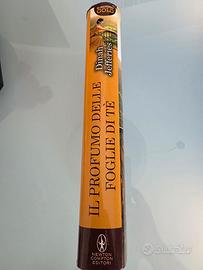 Dinah
Jefferies
IL PROFUMO DELLE
FOGLIE DI TÈ
NEWTON
COMPTON
EDITORI